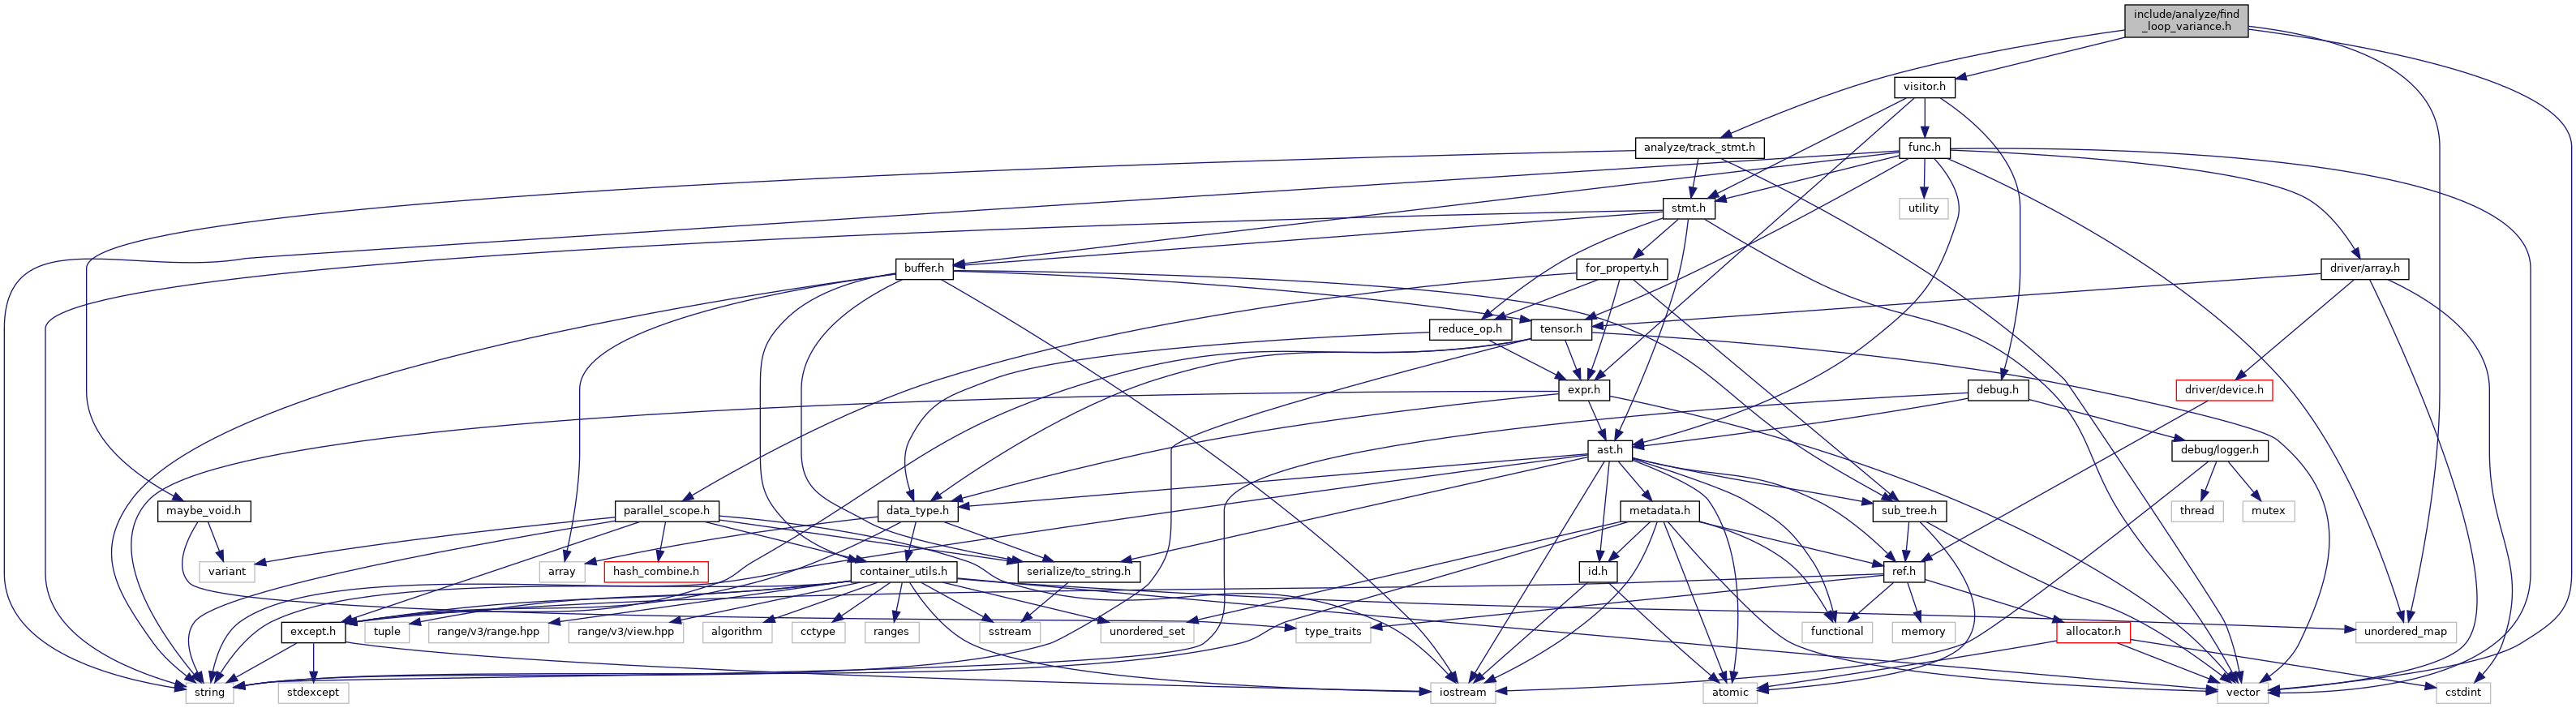 include/analyze/find
_loop_variance.h
visitor.h
analyze/track_stmt.h
func.h
stmt.h
utility
buffer.h
for_property.h
driver/array.h
reduce_op.h
tensor.h
expr.h
debug.h
driver/device.h
ast.h
debug/logger.h
maybe_void.h
parallel_scope.h
data_type.h
metadata.h
sub_tree.h
thread
mutex
variant
array
hash_combine.h
container_utils.h
serialize/to_string.h
id.h
ref.h
except.h
tuple
range/v3/range.hpp
range/v3/view.hpp
algorithm
cctype
ranges
sstream
unordered_set
type_traits
functional
memory
allocator.h
unordered_map
string
stdexcept
iostream
atomic
vector
cstdint